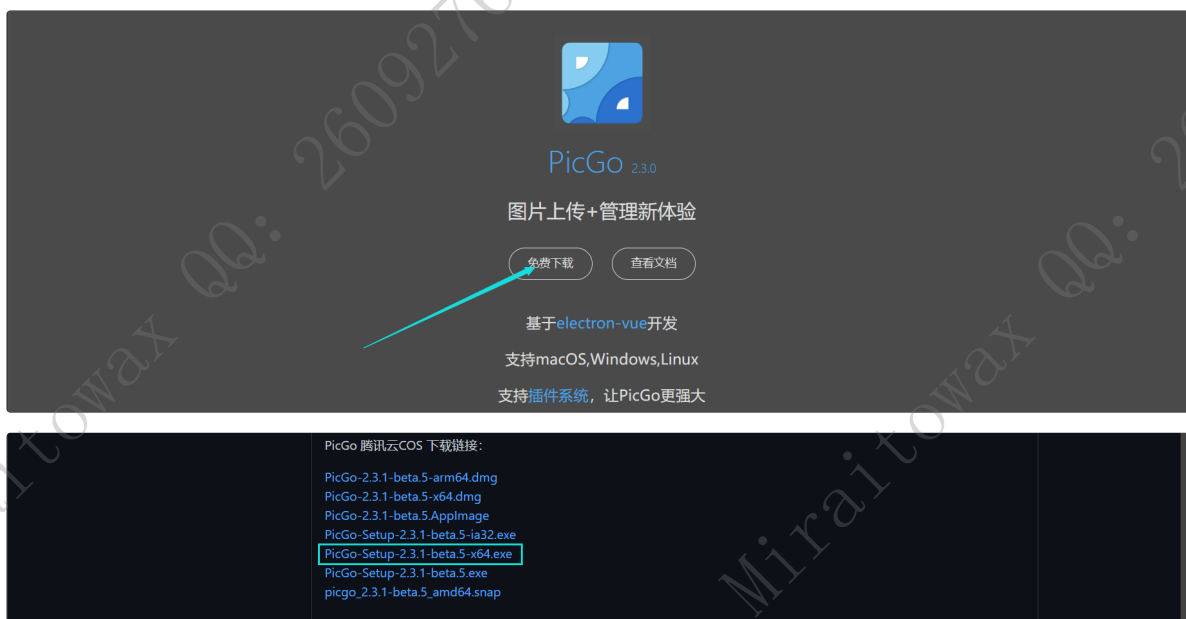 PicGo 2.3.0
图片上传+管理新体验
免费下载 查看文档
基于electron-vue开发
支持macOS,Windows,Linux
支持插件系统，让PicGo更强大
PicGo 腾讯云COS 下载链接：
PicGo-2.3.1-beta.5-arm64.dmg
PicGo-2.3.1-beta.5-x64.dmg
PicGo-2.3.1-beta.5.AppImage
PicGo-Setup-2.3.1-beta.5-ia32.exe
PicGo-Setup-2.3.1-beta.5-x64.exe
PicGo-Setup-2.3.1-beta.5.exe
picgo_2.3.1-beta.5_amd64.snap
Miraitowax QQ: